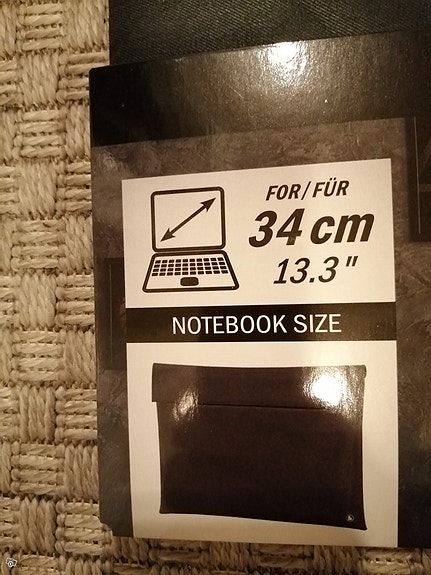 FOR/FÜR
34 cm
13.3"
NOTEBOOK SIZE